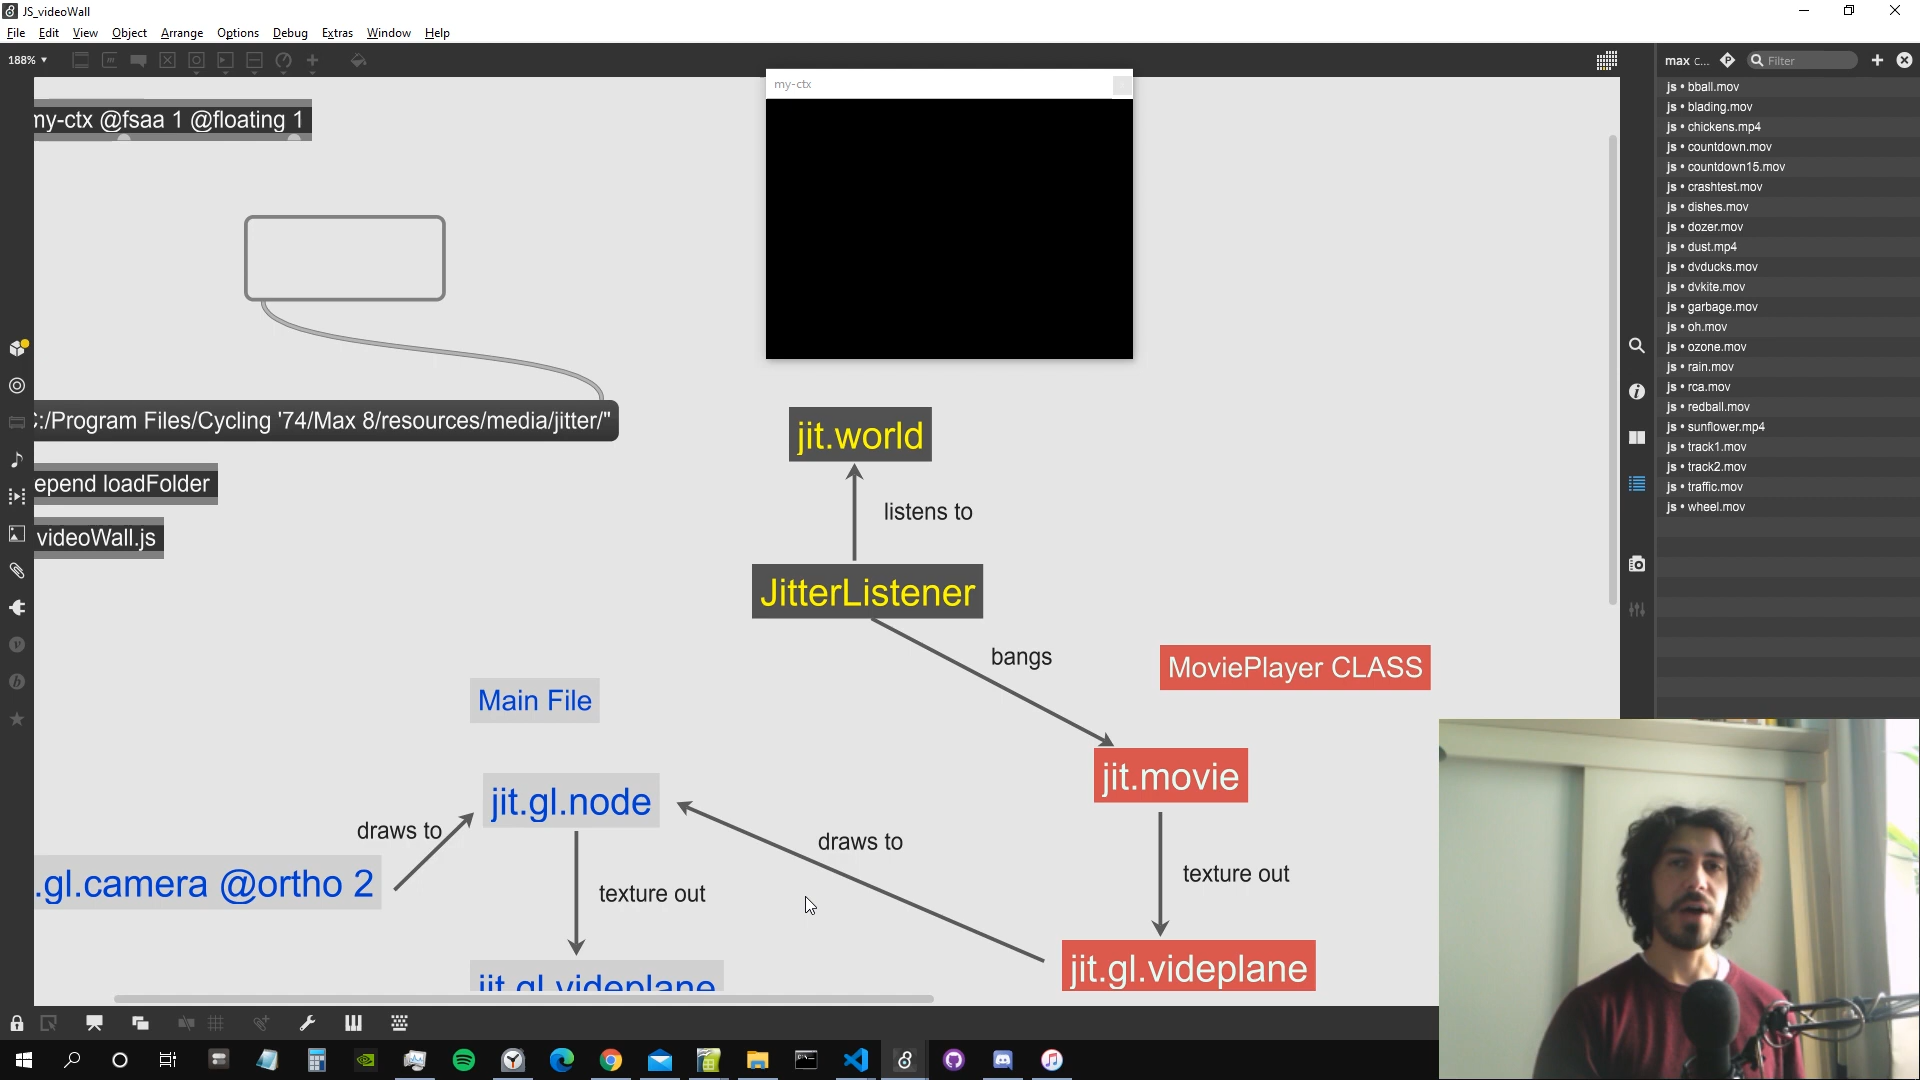 JS_videoWall
File Edit View Object Arrange Options Debug Extras Window Help
188%
max c...
Filter
my-ctx
my-ctx @fsaa 1 @floating 1
C:/Program Files/Cycling '74/Max 8/resources/media/jitter/"
epend loadFolder
videoWall.js
jit.world
listens to
JitterListener
bangs
MoviePlayer CLASS
Main File
jit.movie
jit.gl.node
draws to
draws to
.gl.camera @ortho 2
texture out
texture out
jit.gl.videplane
jit.gl.videplane
js • bball.mov
js • blading.mov
js • chickens.mp4
js • countdown.mov
js • countdown15.mov
js • crashtest.mov
js • dishes.mov
js • dozer.mov
js • dust.mp4
js • dvducks.mov
js • dvkite.mov
js • garbage.mov
js • oh.mov
js • ozone.mov
js • rain.mov
js • rca.mov
js • redball.mov
js • sunflower.mp4
js • track1.mov
js • track2.mov
js • traffic.mov
js • wheel.mov